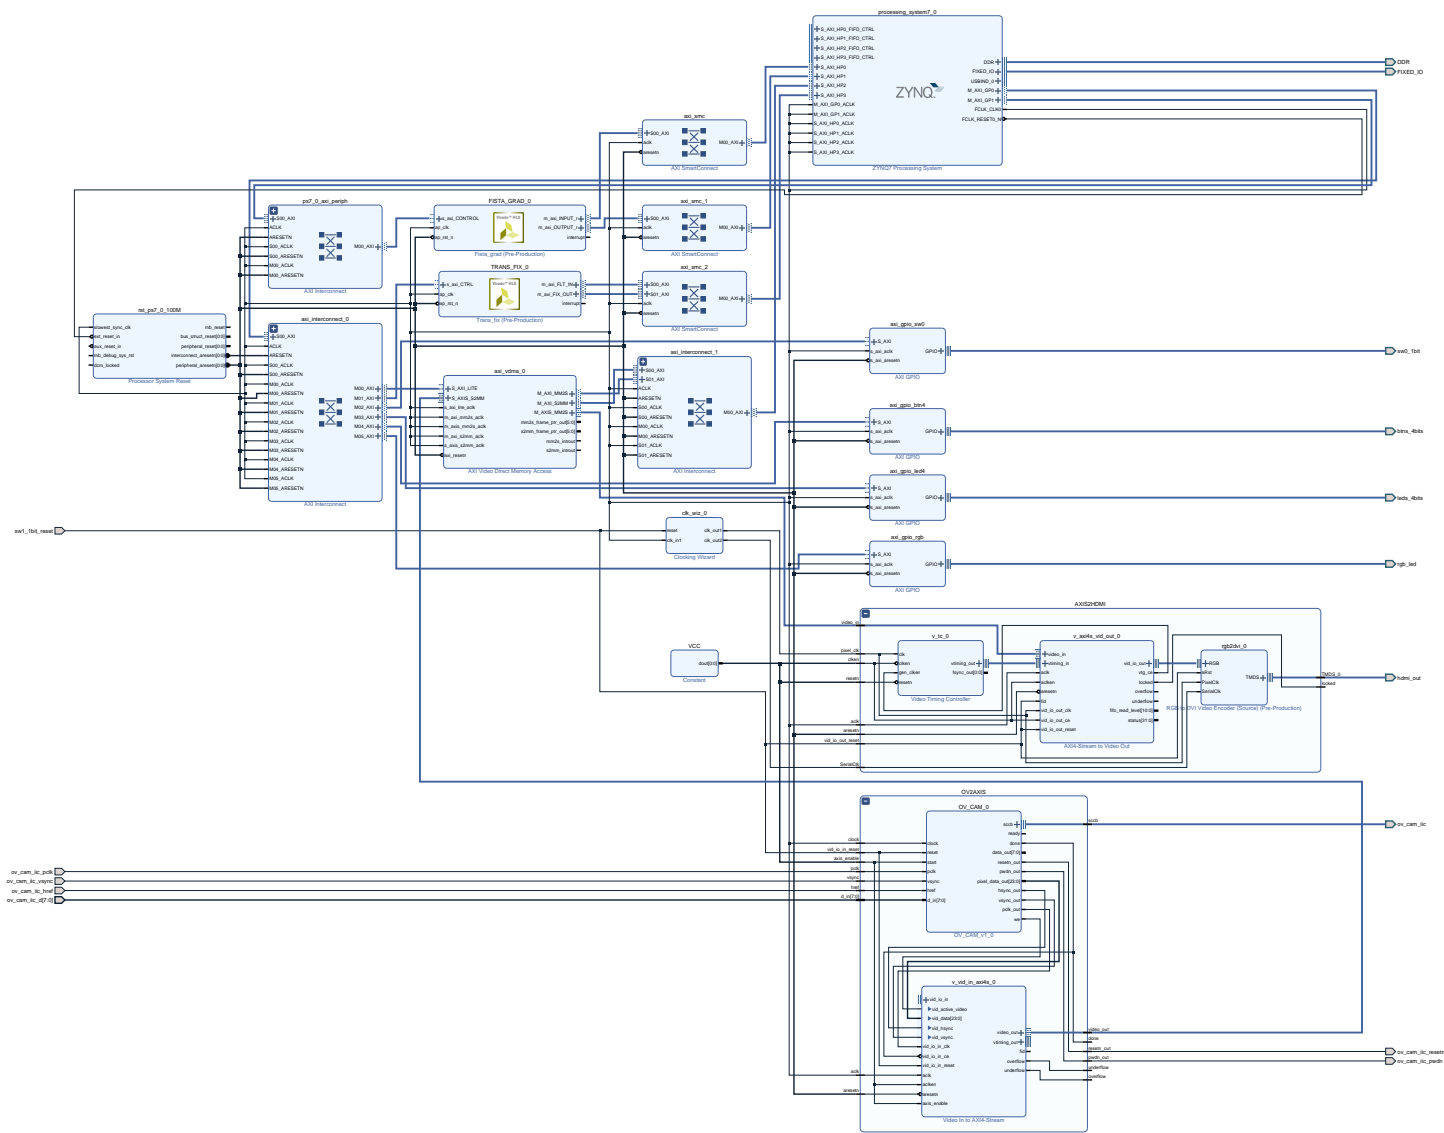 processing_system7_0
S_AXI_HP0_FIFO_CTRL
S_AXI_HP1_FIFO_CTRL
S_AXI_HP2_FIFO_CTRL
S_AXI_HP3_FIFO_CTRL
S_AXI_HP0
S_AXI_HP1
S_AXI_HP2
S_AXI_HP3
M_AXI_GP0_ACLK
M_AXI_GP1_ACLK
S_AXI_HP0_ACLK
S_AXI_HP1_ACLK
S_AXI_HP2_ACLK
S_AXI_HP3_ACLK
ZYNQ
DDR
FIXED_IO
USBIND_0
M_AXI_GP0
M_AXI_GP1
FCLK_CLK0
FCLK_RESET0_N
ZYNQ7 Processing System
DDR
FIXED_IO
axi_smc
S00_AXI
aclk
aresetn
M00_AXI
AXI SmartConnect
ps7_0_axi_periph
S00_AXI
ACLK
ARESETN
S00_ACLK
S00_ARESETN
M00_ACLK
M00_ARESETN
M00_AXI
AXI Interconnect
FISTA_GRAD_0
s_axi_CONTROL
ap_clk
ap_rst_n
Vivado™ HLS
m_axi_INPUT_r
m_axi_OUTPUT_r
interrupt
Fista_grad (Pre-Production)
axi_smc_1
S00_AXI
aclk
aresetn
M00_AXI
AXI SmartConnect
TRANS_FIX_0
s_axi_CTRL
ap_clk
ap_rst_n
Vivado™ HLS
m_axi_FLT_IN
m_axi_FIX_OUT
interrupt
Trans_fix (Pre-Production)
axi_smc_2
S00_AXI
S01_AXI
aclk
aresetn
M00_AXI
AXI SmartConnect
rst_ps7_0_100M
slowest_sync_clk
ext_reset_in
aux_reset_in
mb_debug_sys_rst
dcm_locked
mb_reset
bus_struct_reset[0:0]
peripheral_reset[0:0]
interconnect_aresetn[0:0]
peripheral_aresetn[0:0]
Processor System Reset
axi_interconnect_0
S00_AXI
ACLK
ARESETN
S00_ACLK
S00_ARESETN
M00_ACLK
M00_ARESETN
M01_ACLK
M01_ARESETN
M02_ACLK
M02_ARESETN
M03_ACLK
M03_ARESETN
M04_ACLK
M04_ARESETN
M05_ACLK
M05_ARESETN
M00_AXI
M01_AXI
M02_AXI
M03_AXI
M04_AXI
M05_AXI
AXI Interconnect
axi_vdma_0
S_AXI_LITE
S_AXIS_S2MM
s_axi_lite_aclk
m_axi_mm2s_aclk
m_axis_mm2s_aclk
m_axi_s2mm_aclk
s_axis_s2mm_aclk
axi_resetn
M_AXI_MM2S
M_AXI_S2MM
M_AXIS_MM2S
mm2s_frame_ptr_out[5:0]
s2mm_frame_ptr_out[5:0]
mm2s_introut
s2mm_introut
AXI Video Direct Memory Access
axi_interconnect_1
S00_AXI
S01_AXI
ACLK
ARESETN
S00_ACLK
S00_ARESETN
M00_ACLK
M00_ARESETN
S01_ACLK
S01_ARESETN
M00_AXI
AXI Interconnect
axi_gpio_sw0
S_AXI
s_axi_aclk
s_axi_aresetn
GPIO
AXI GPIO
sw0_1bit
axi_gpio_btn4
S_AXI
s_axi_aclk
s_axi_aresetn
GPIO
AXI GPIO
btns_4bits
axi_gpio_led4
S_AXI
s_axi_aclk
s_axi_aresetn
GPIO
AXI GPIO
leds_4bits
axi_gpio_rgb
S_AXI
s_axi_aclk
s_axi_aresetn
GPIO
AXI GPIO
rgb_led
sw1_1bit_reset
clk_wiz_0
reset
clk_in1
clk_out1
clk_out2
Clocking Wizard
VCC
dout[0:0]
Constant
AXIS2HDMI
video_in
pixel_clk
clken
resetn
aclk
aresetn
vid_io_out_reset
SerialClk
v_tc_0
clk
clken
gen_clken
resetn
vtiming_out
fsync_out[0:0]
Video Timing Controller
v_axi4s_vid_out_0
video_in
vtiming_in
aclk
aclken
aresetn
fid
vid_io_out_clk
vid_io_out_ce
vid_io_out_reset
vid_io_out
vtg_ce
locked
overflow
underflow
fifo_read_level[10:0]
status[31:0]
AXI4-Stream to Video Out
rgb2dvi_0
RGB
aRst
PixelClk
SerialClk
TMDS
RGB to DVI Video Encoder (Source) (Pre-Production)
TMDS_0
locked
hdmi_out
OV2AXIS
clock
vid_io_in_reset
axis_enable
pclk
vsync
href
d_in[7:0]
aclk
aresetn
OV_CAM_0
clock
reset
start
pclk
vsync
href
d_in[7:0]
sccb
ready
done
data_out[7:0]
resetn_out
pwdn_out
pixel_data_out[23:0]
hsync_out
vsync_out
pclk_out
we
OV_CAM_v1_0
v_vid_in_axi4s_0
vid_io_in
vid_active_video
vid_data[23:0]
vid_hsync
vid_vsync
vid_io_in_clk
vid_io_in_ce
vid_io_in_reset
aclk
aclken
aresetn
axis_enable
video_out
vtiming_out
fid
overflow
underflow
Video In to AXI4-Stream
sccb
video_out
done
resetn_out
pwdn_out
underflow
overflow
ov_cam_iic
ov_cam_iic_resetn
ov_cam_iic_pwdn
ov_cam_iic_pclk
ov_cam_iic_vsync
ov_cam_iic_href
ov_cam_iic_d[7:0]